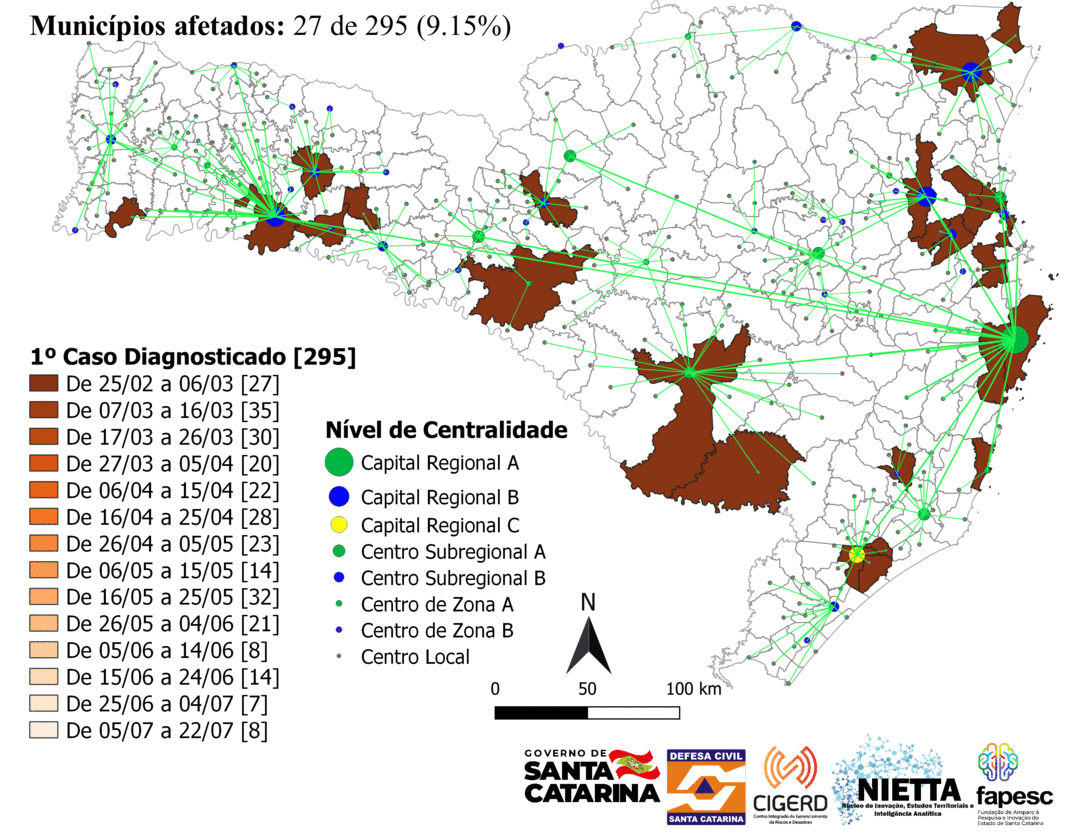 Municípios afetados: 27 de 295 (9.15%)
1º Caso Diagnosticado [295]
De 25/02 a 06/03 [27]
De 07/03 a 16/03 [35]
De 17/03 a 26/03 [30]
De 27/03 a 05/04 [20]
De 06/04 a 15/04 [22]
De 16/04 a 25/04 [28]
De 26/04 a 05/05 [23]
De 06/05 a 15/05 [14]
De 16/05 a 25/05 [32]
De 26/05 a 04/06 [21]
De 05/06 a 14/06 [8]
De 15/06 a 24/06 [14]
De 25/06 a 04/07 [7]
De 05/07 a 22/07 [8]
Nível de Centralidade
Capital Regional A
Capital Regional B
Capital Regional C
Centro Subregional A
Centro Subregional B
Centro de Zona A
Centro de Zona B
Centro Local
N
0 50 100 km
GOVERNO DE
SANTA
CATARINA
DEFESA CIVIL
SANTA CATARINA
CIGERD
Centro Integrado de Gerenciamento
de Riscos e Desastres
NIETTA
Núcleo de Inovação, Estudos Territoriais e
Inteligência Analítica
fapesc
Fundação de Amparo à
Pesquisa e Inovação do
Estado de Santa Catarina